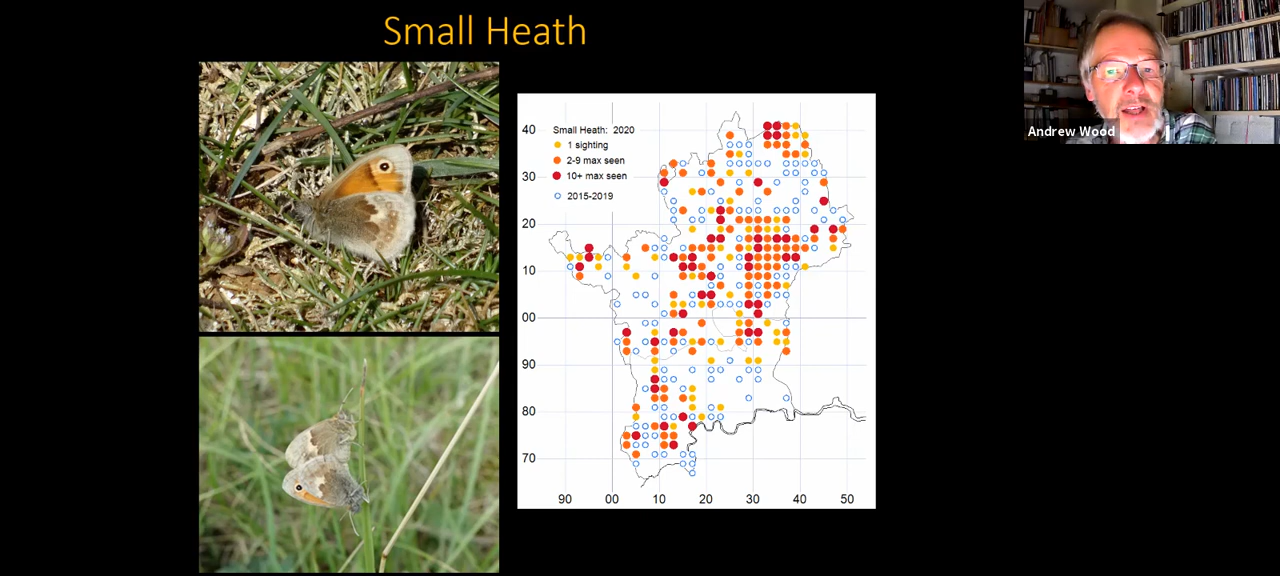 Small Heath
Andrew Wood
Small Heath: 2020
1 sighting
2-9 max seen
10+ max seen
2015-2019
40
30
20
10
00
90
80
70
90 00 10 20 30 40 50